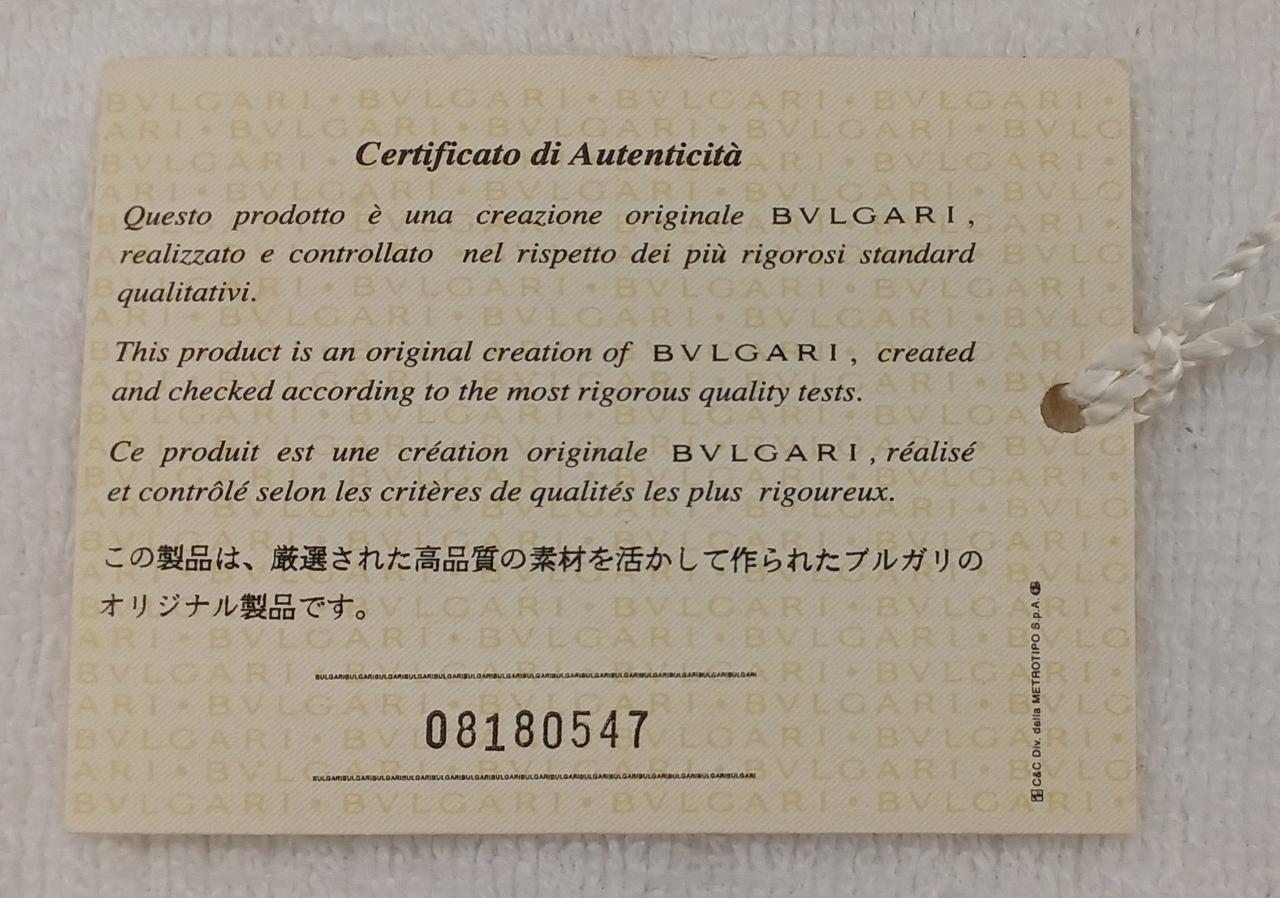 Certificato di Autenticità
Questo prodotto è una creazione originale BVLGARI,
realizzato e controllato nel rispetto dei più rigorosi standard
qualitativi.
This product is an original creation of BVLGARI, created
and checked according to the most rigorous quality tests.
Ce produit est une création originale BVLGARI, réalisé
et contrôlé selon les critères de qualités les plus rigoureux.
この製品は、厳選された高品質の素材を活かして作られたブルガリの
オリジナル製品です。
BULGARIBULGARIBULGARIBULGARIBULGARIBULGARIBULGARIBULGARIBULGARIBULGARIBULGARIBULGARIBULGARIBULGARIBULGARI
08180547
BULGARIBULGARIBULGARIBULGARIBULGARIBULGARIBULGARIBULGARIBULGARIBULGARIBULGARIBULGARIBULGARIBULGARIBULGARI
C&C Div. della METROTIPO S.p.A.